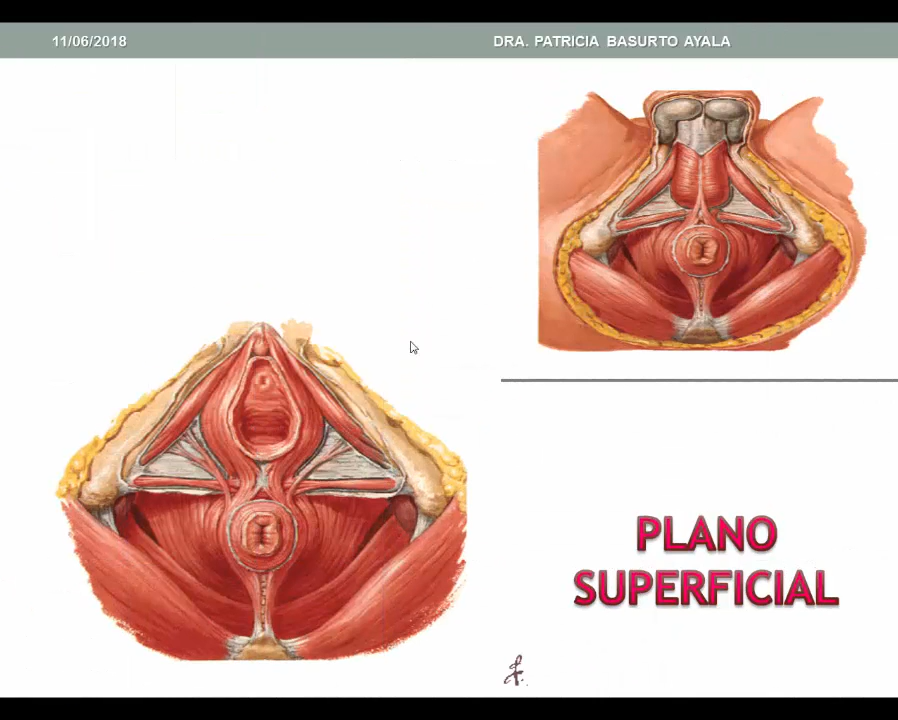 11/06/2018
DRA. PATRICIA BASURTO AYALA
PLANO
SUPERFICIAL